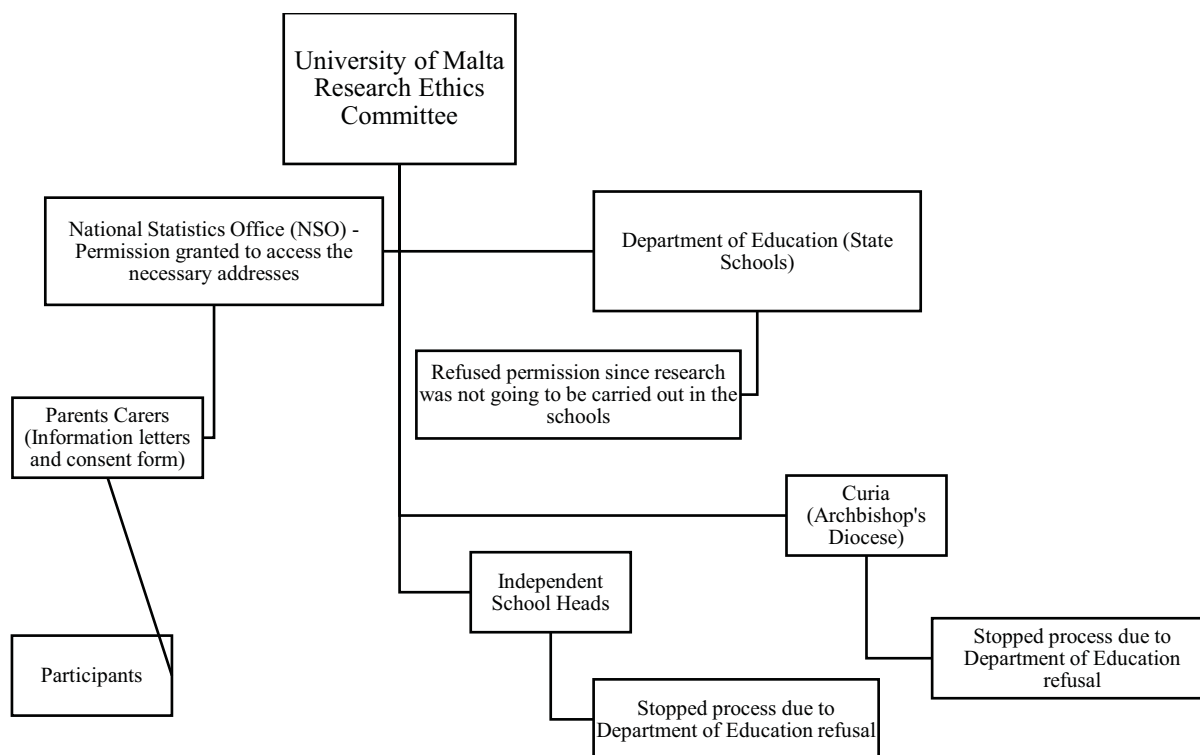 University of Malta
Research Ethics
Committee
National Statistics Office (NSO) -
Permission granted to access the
necessary addresses
Department of Education (State
Schools)
Refused permission since research
was not going to be carried out in the
schools
Parents Carers
(Information letters
and consent form)
Curia
(Archbishop's
Diocese)
Independent
School Heads
Participants
Stopped process due to
Department of Education
refusal
Stopped process due to
Department of Education refusal